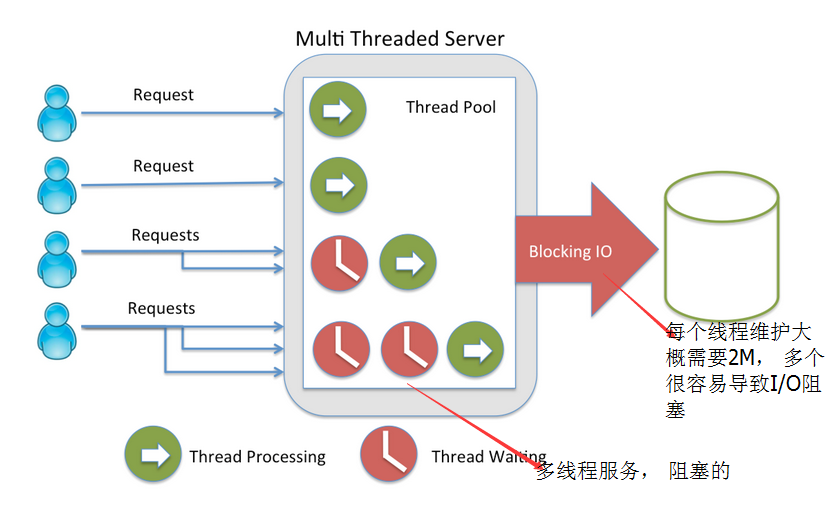 Multi Threaded Server
Request
Thread Pool
Request
Requests
Blocking IO
Requests
每个线程维护大
概需要2M， 多个
很容易导致I/O阻
塞
Thread Processing
Thread Waiting
多线程服务， 阻塞的